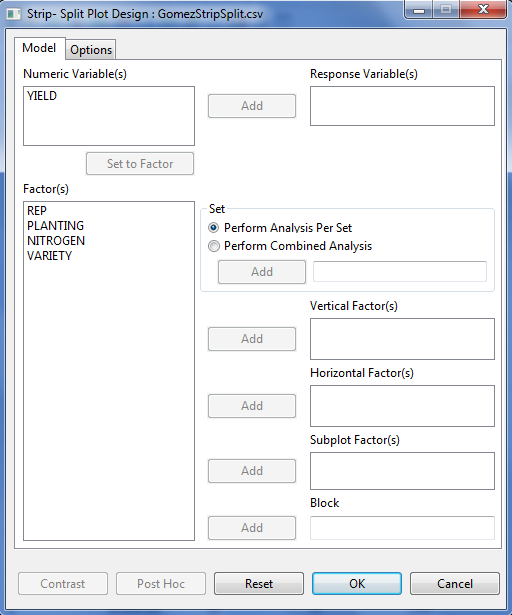 Strip- Split Plot Design : GomezStripSplit.csv
Model Options
Numeric Variable(s)
Response Variable(s)
YIELD
Add
Set to Factor
Factor(s)
REP
PLANTING
NITROGEN
VARIETY
Set
Perform Analysis Per Set
Perform Combined Analysis
Add
Vertical Factor(s)
Add
Horizontal Factor(s)
Add
Subplot Factor(s)
Add
Block
Add
Contrast Post Hoc Reset OK Cancel